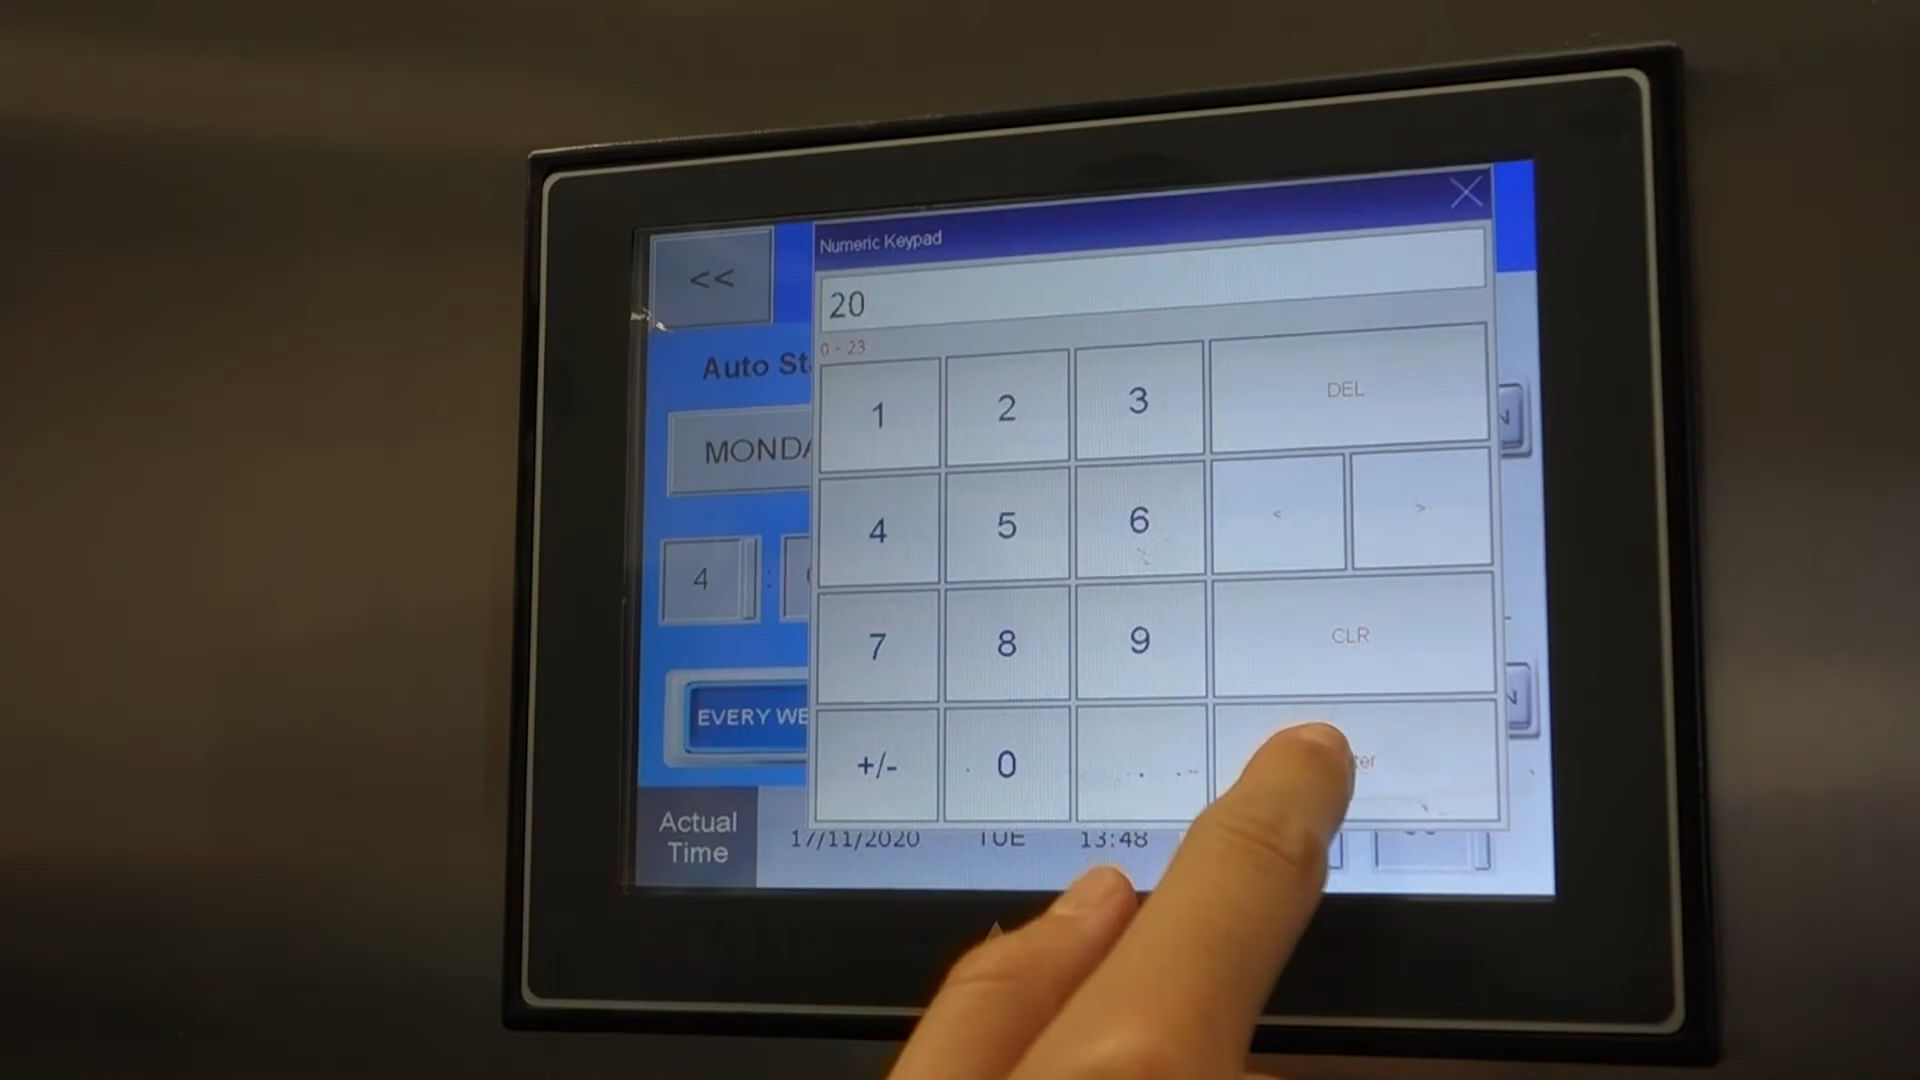 Numeric Keypad
<<
20
0 - 23
Auto
1 2 3 DEL
4 5 6 < >
MONDA
4 :
7 8 9 CLR
EVERY WE
+/- 0 .
Actual
Time
17/11/2020 TUE 13:48